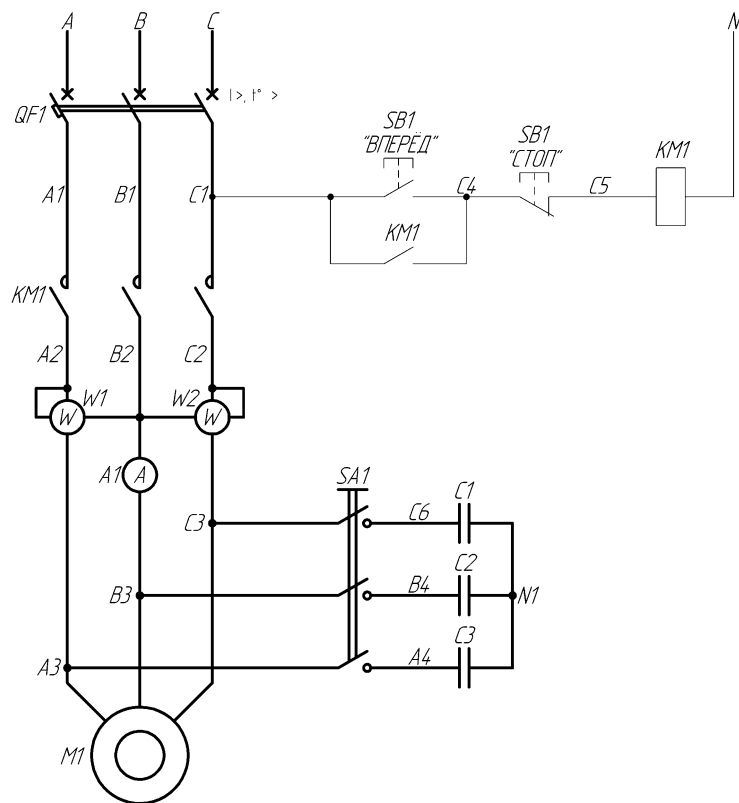 A B C N
QF1
I>, t° >
SB1
"ВПЕРЁД"
SB1
"СТОП"
KM1
A1 B1 C1 C4 C5
KM1
KM1
A2 B2 C2
W1 W2
W W
A1 A
SA1 C1
C3 C6
C2
B3 B4 N1
C3
A3 A4
M1